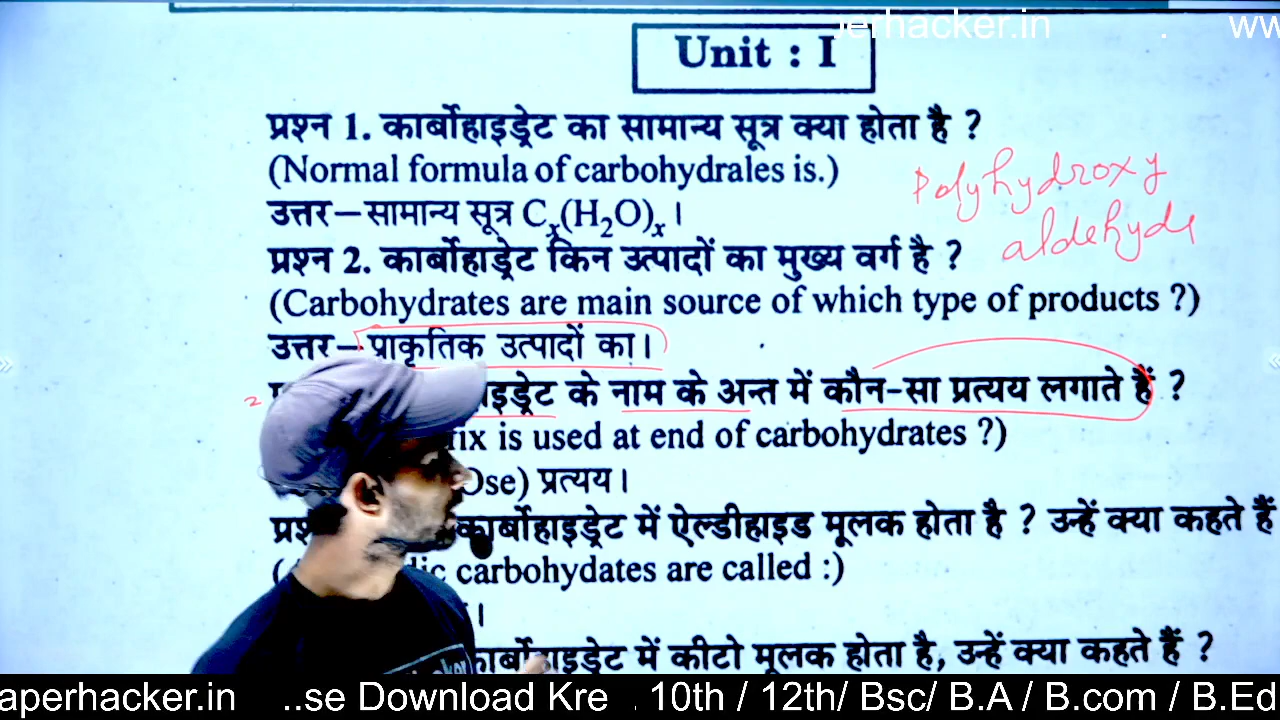 erhacker.in . ww
Unit : I
प्रश्न 1. कार्बोहाइड्रेट का सामान्य सूत्र क्या होता है ?
(Normal formula of carbohydrales is.)
उत्तर—सामान्य सूत्र Cx(H2O)x।
Polyhydroxy
aldehyde
प्रश्न 2. कार्बोहाड्रेट किन उत्पादों का मुख्य वर्ग है ?
(Carbohydrates are main source of which type of products ?)
उत्तर—प्राकृतिक उत्पादों का।
इड्रेट के नाम के अन्त में कौन-सा प्रत्यय लगाते हैं ?
fix is used at end of carbohydrates ?)
Ose) प्रत्यय।
कार्बोहाइड्रेट में ऐल्डीहाइड मूलक होता है ? उन्हें क्या कहते हैं
carbohydates are called :)
कार्बोहाइड्रेट में कीटो मूलक होता है, उन्हें क्या कहते हैं ?
aperhacker.in ..se Download Kre . 10th / 12th/ Bsc/ B.A / B.com / B.Ed